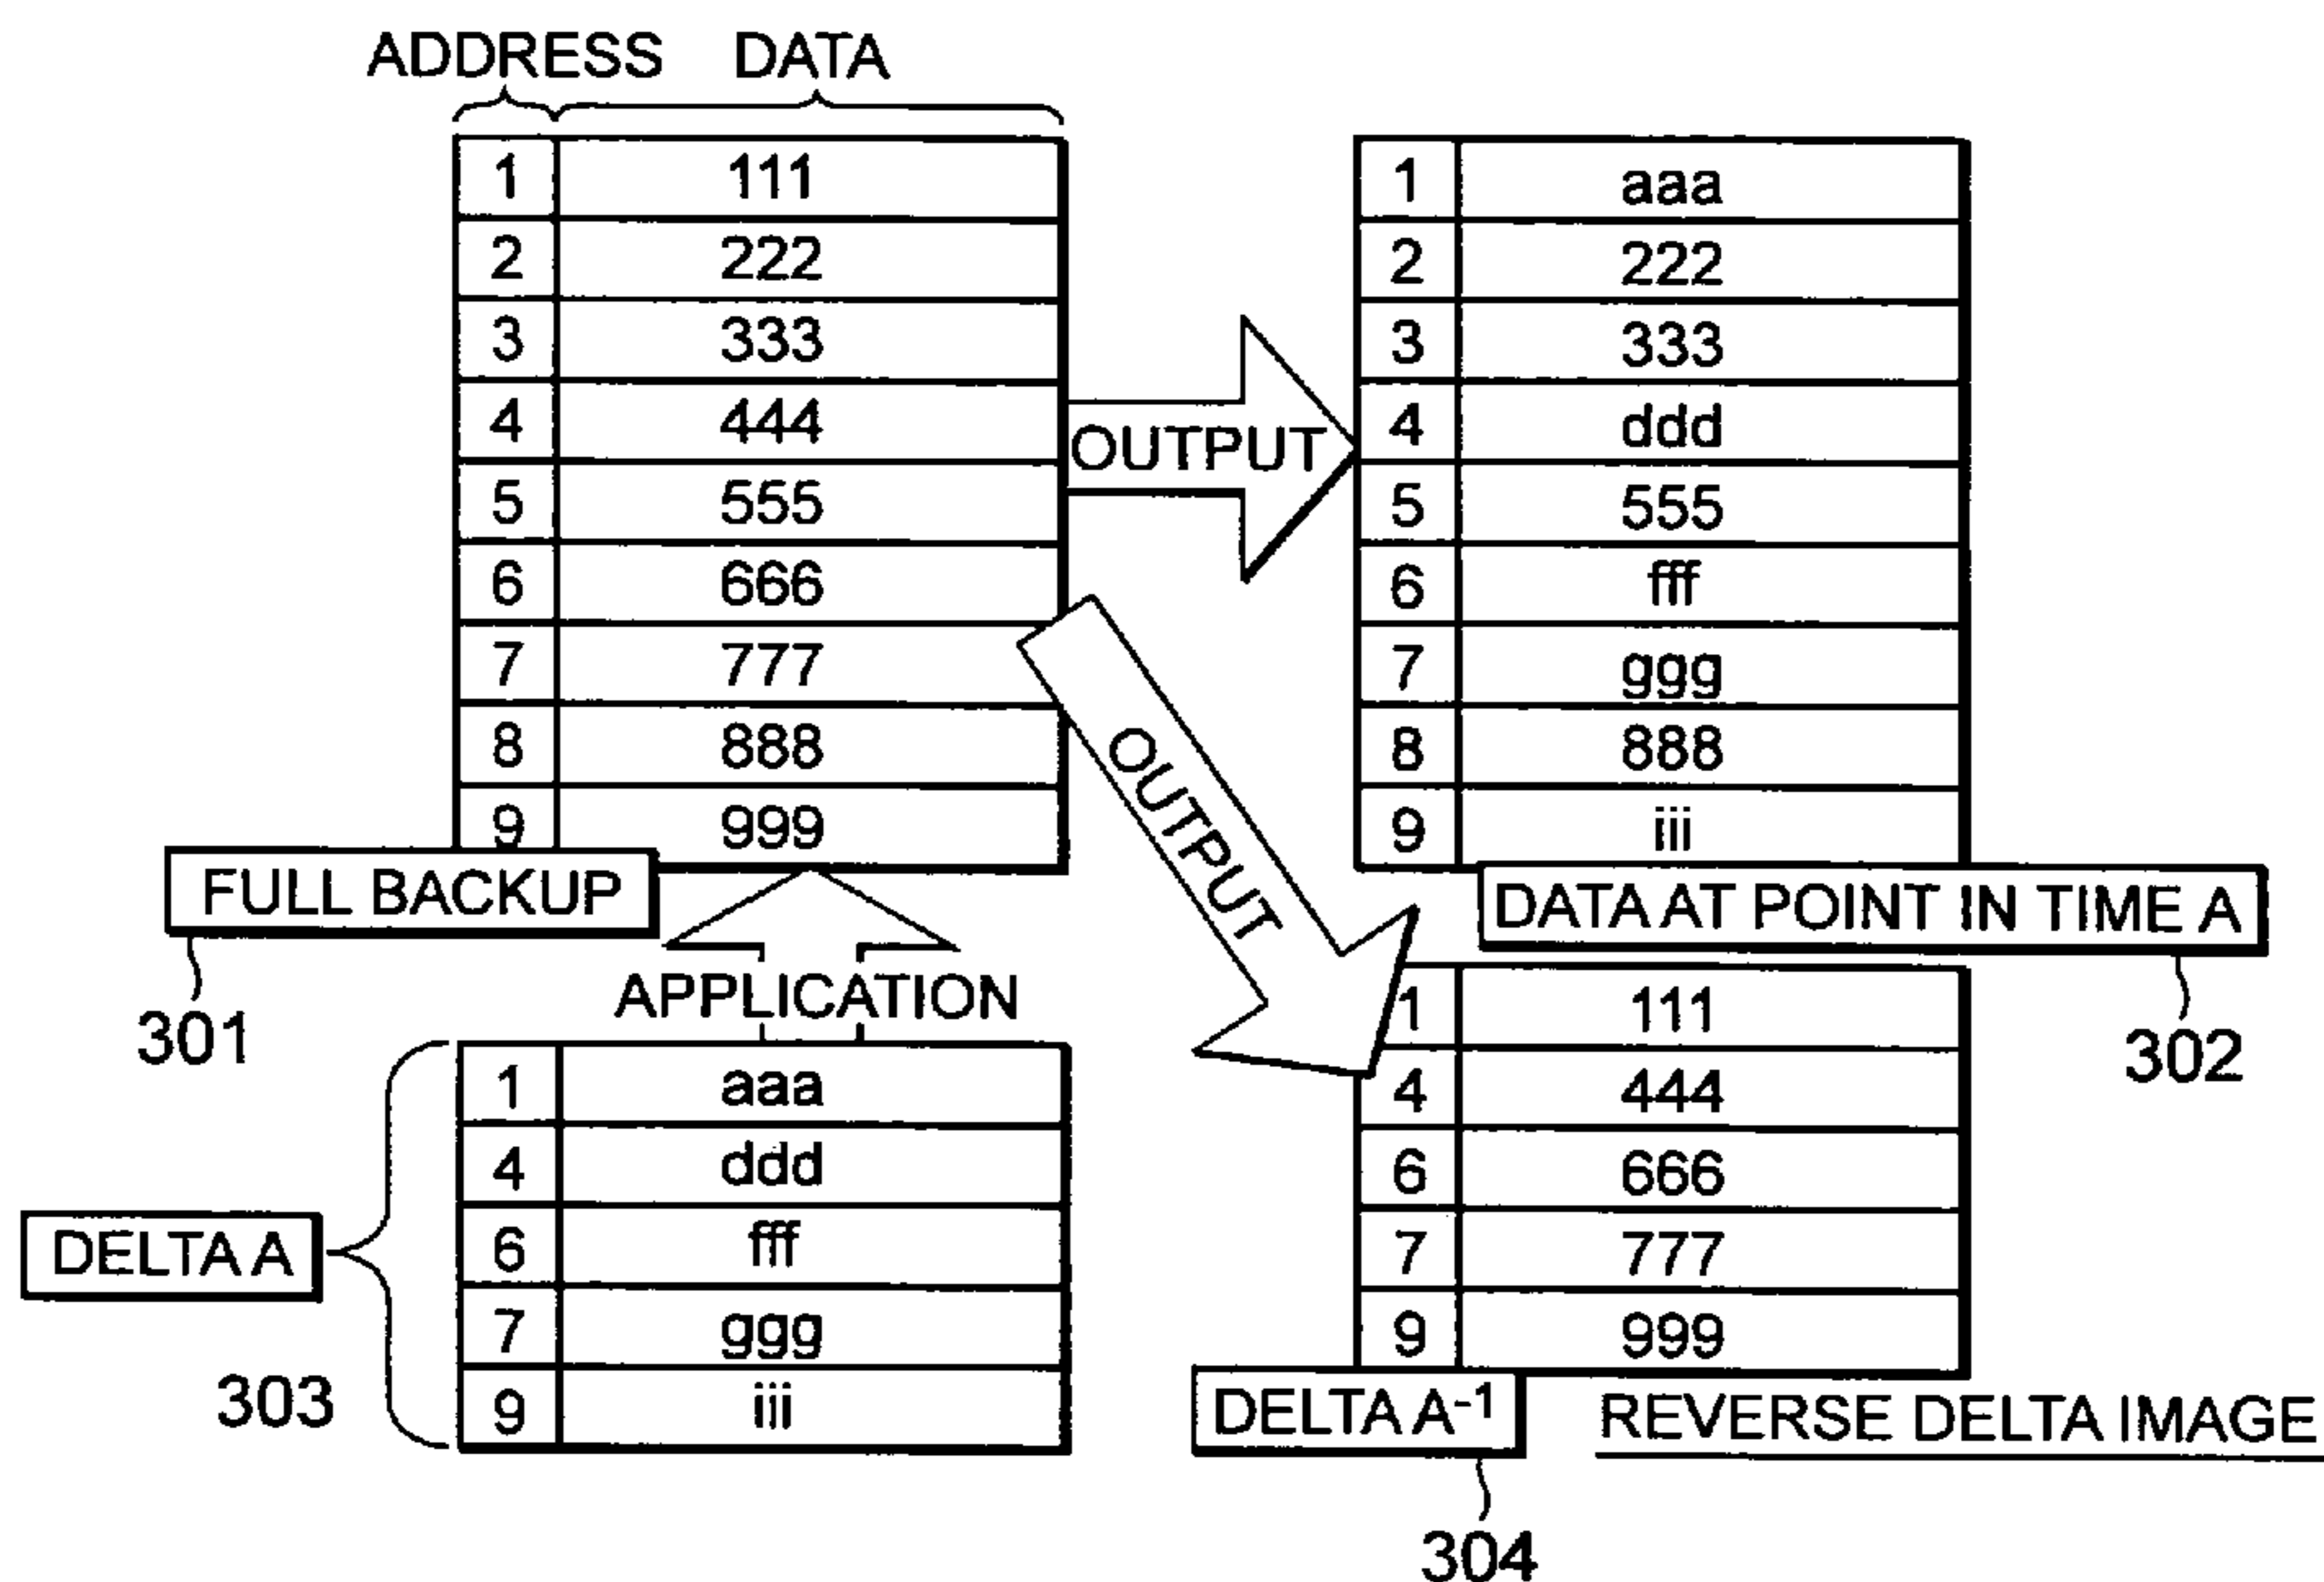 ADDRESS DATA
1 111
2 222
3 333
4 444
5 555
6 666
7 777
8 888
9 999
FULL BACKUP
301
OUTPUT
OUTPUT
1 aaa
2 222
3 333
4 ddd
5 555
6 fff
7 ggg
8 888
9 iii
DATA AT POINT IN TIME A
302
APPLICATION
1 aaa
4 ddd
6 fff
7 ggg
9 iii
DELTA A
303
1 111
4 444
6 666
7 777
9 999
DELTA A⁻¹
REVERSE DELTA IMAGE
304